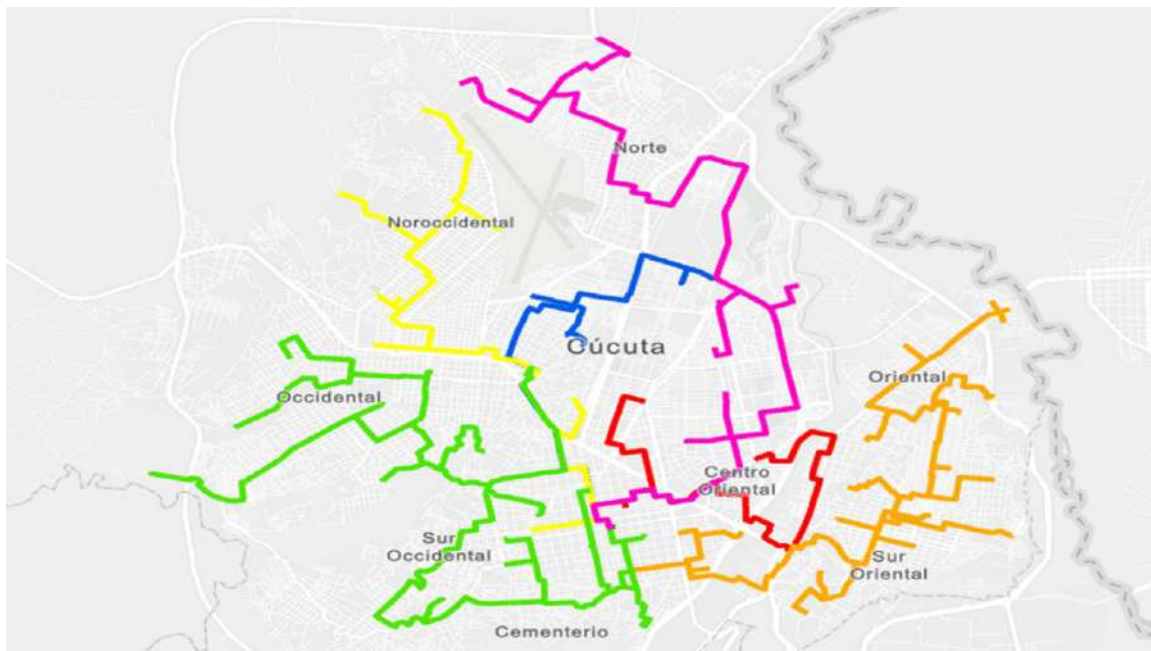 Norte
Noroccidental
Cúcuta
Oriental
Occidental
Centro
Oriental
Sur
Occidental
Sur
Oriental
Cementerio